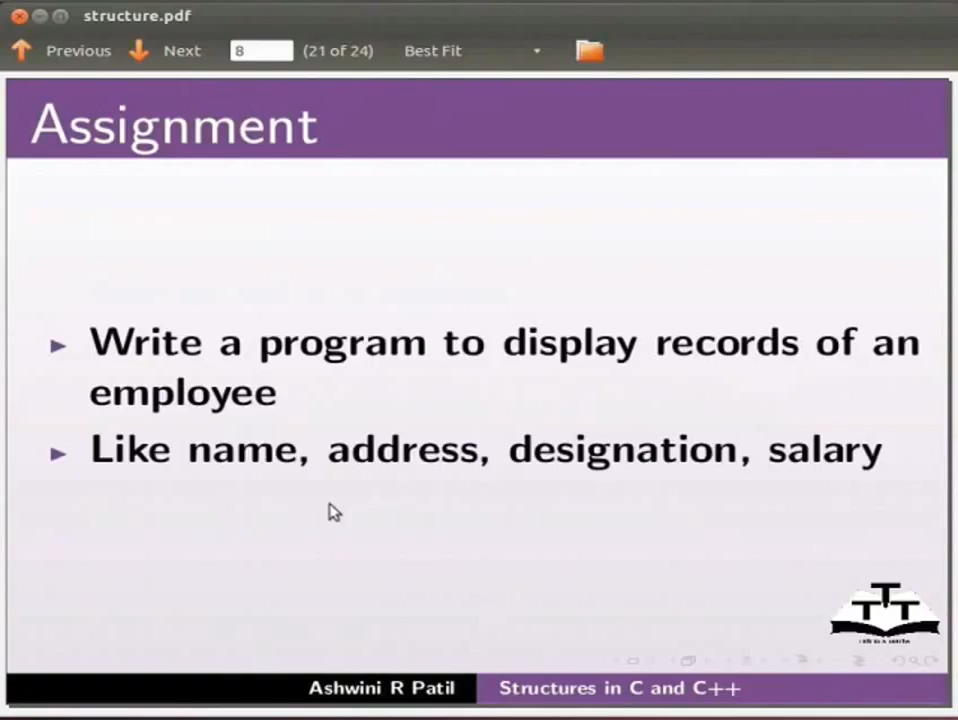 structure.pdf
Previous Next 8 (21 of 24) Best Fit
Assignment
Write a program to display records of an
employee
Like name, address, designation, salary
TTT
Ashwini R Patil Structures in C and C++